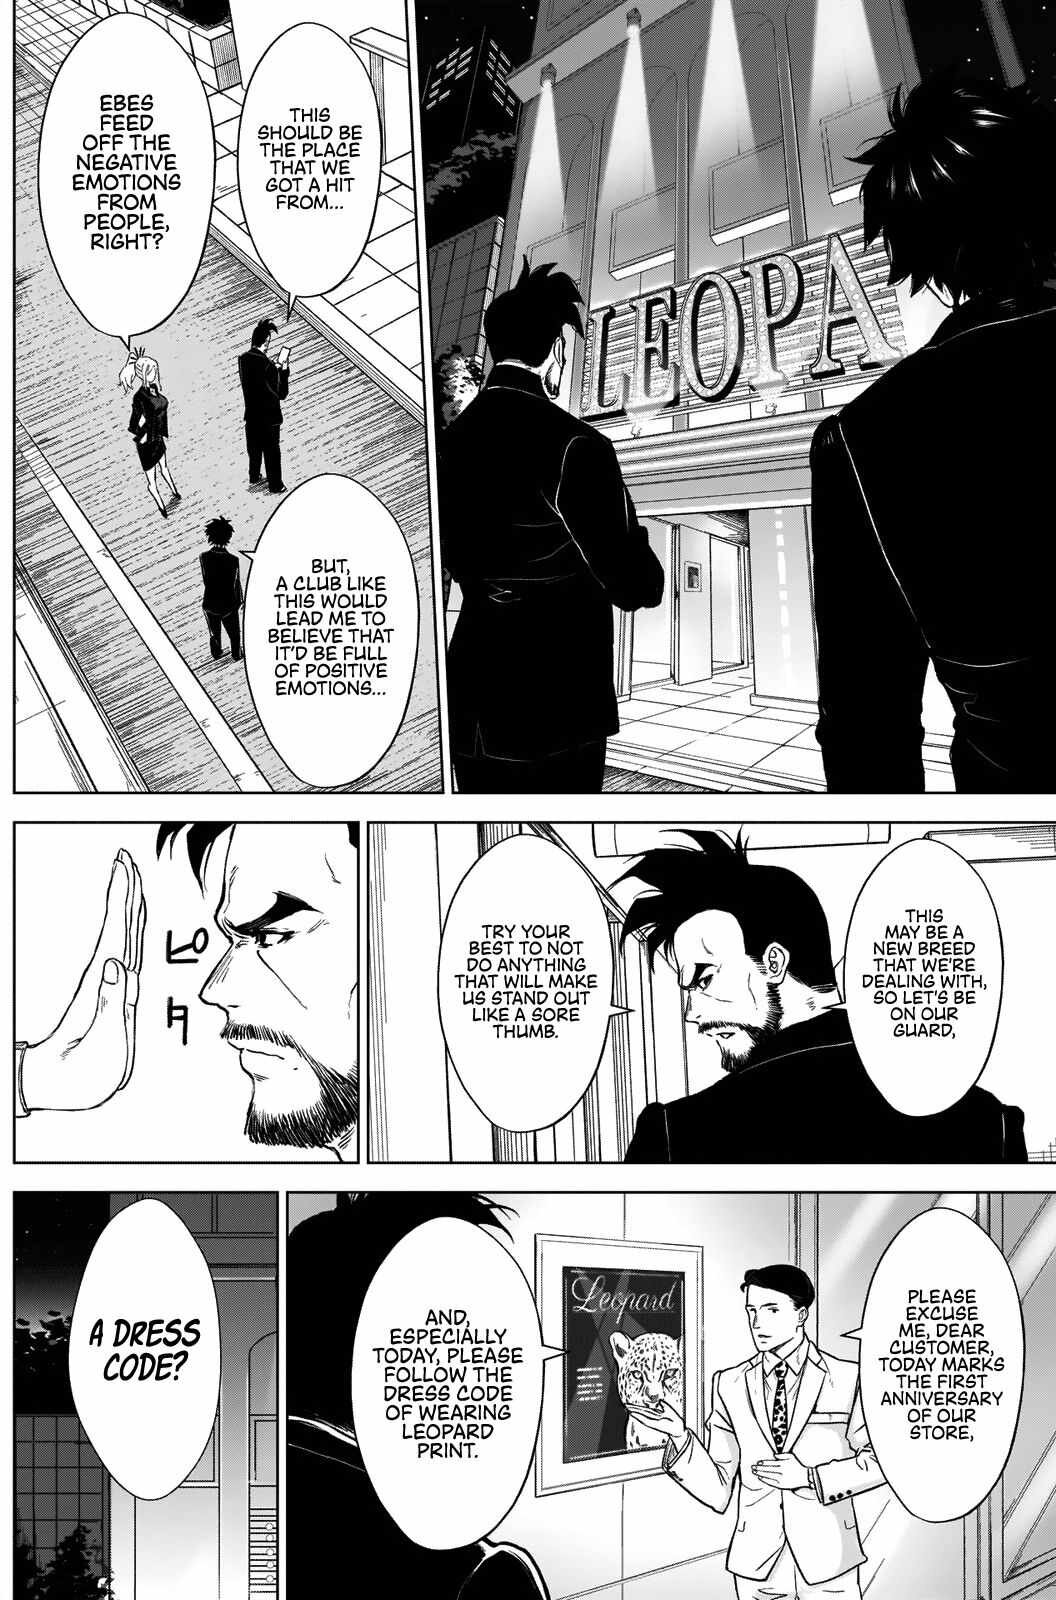 LEOPA
THIS
SHOULD BE
THE PLACE
THAT WE
GOT A HIT
FROM...
EBES
FEED
OFF THE
NEGATIVE
EMOTIONS
FROM
PEOPLE,
RIGHT?
BUT,
A CLUB LIKE
THIS WOULD
LEAD ME TO
BELIEVE THAT
IT'D BE FULL
OF POSITIVE
EMOTIONS...
THIS
MAY BE A
NEW BREED
THAT WE'RE
DEALING WITH,
SO LET'S BE
ON OUR
GUARD,
TRY YOUR
BEST TO NOT
DO ANYTHING
THAT WILL MAKE
US STAND OUT
LIKE A SORE
THUMB.
ピタ
PLEASE
EXCUSE
ME, DEAR
CUSTOMER,
TODAY MARKS
THE FIRST
ANNIVERSARY
OF OUR
STORE,
Leopard
AND,
ESPECIALLY
TODAY, PLEASE
FOLLOW THE
DRESS CODE
OF WEARING
LEOPARD
PRINT.
A DRESS
CODE?